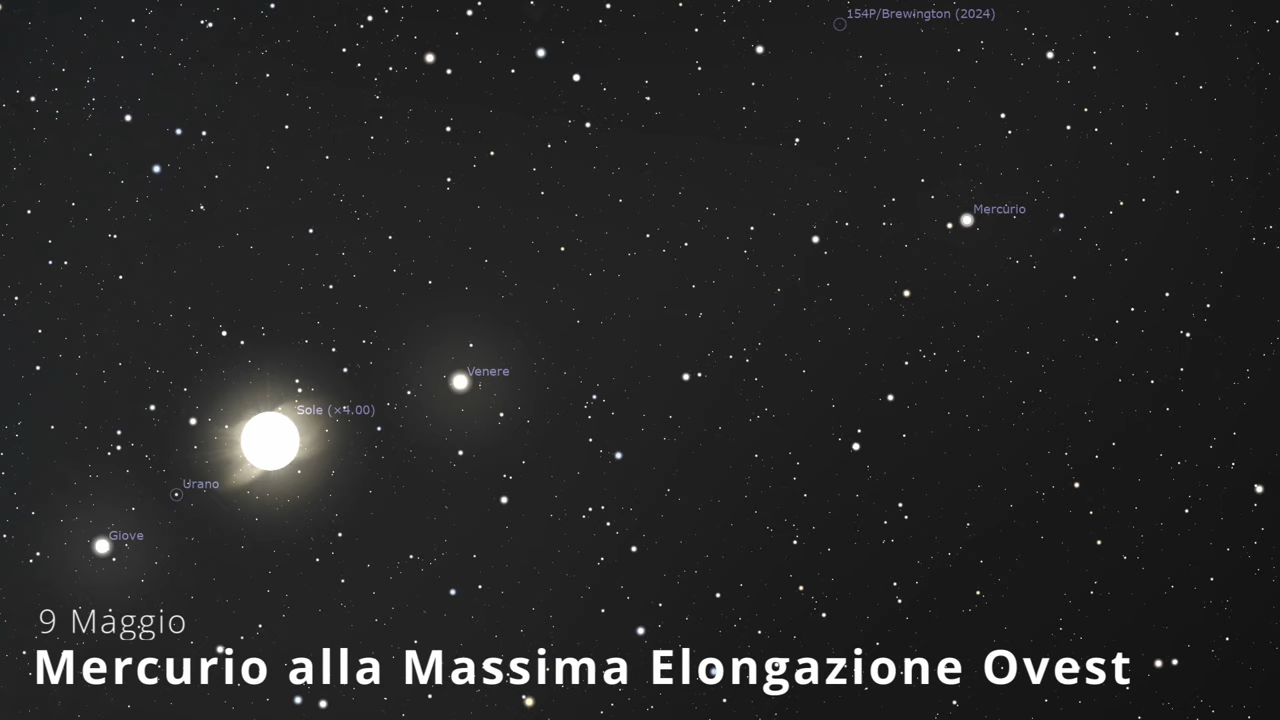 154P/Brewington (2024)
Mercurio
Venere
Sole (×4.00)
Urano
Giove
9 Maggio
Mercurio alla Massima Elongazione Ovest